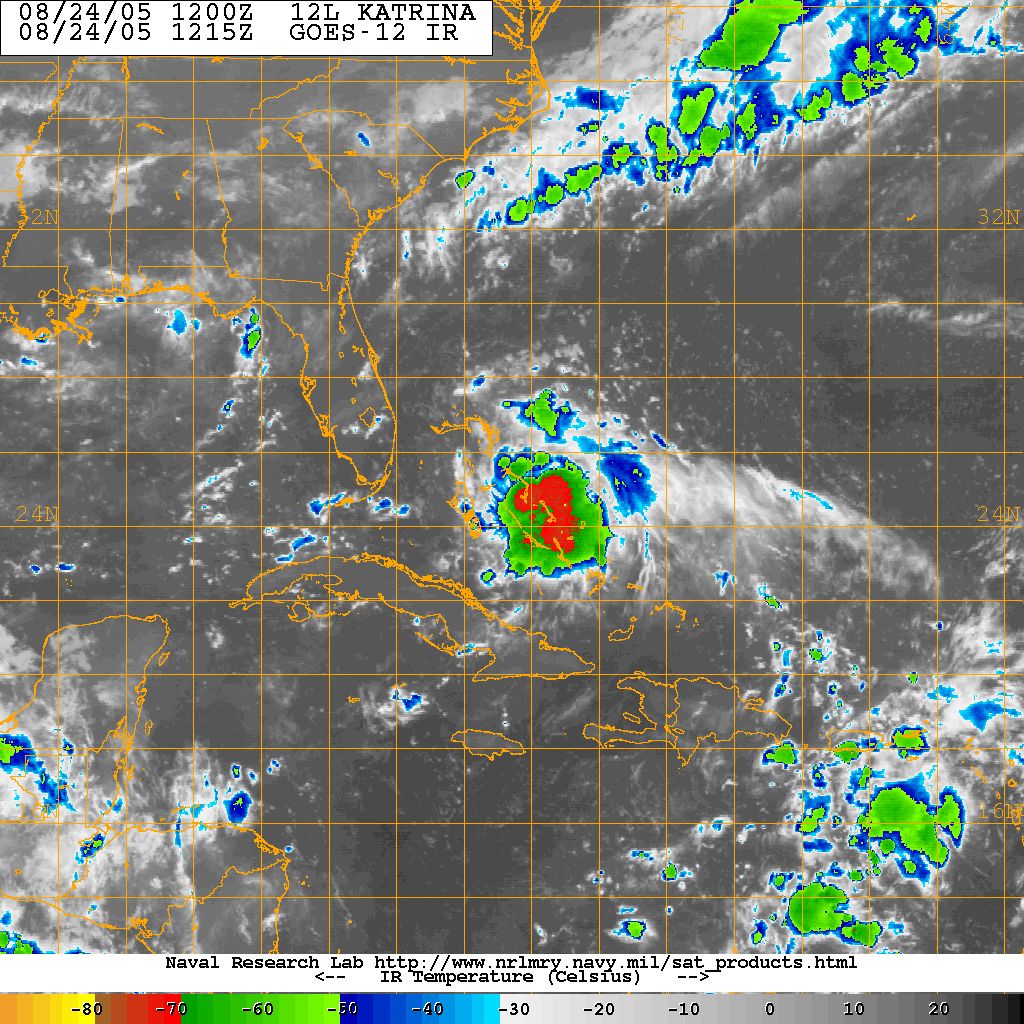 08/24/05 1200Z 12L KATRINA
08/24/05 1215Z GOES-12 IR
2N 32N
24N 24N
16N
Naval Research Lab http://www.nrlmry.navy.mil/sat_products.html
<-- IR Temperature (Celsius) -->
-80 -70 -60 -50 -40 -30 -20 -10 0 10 20